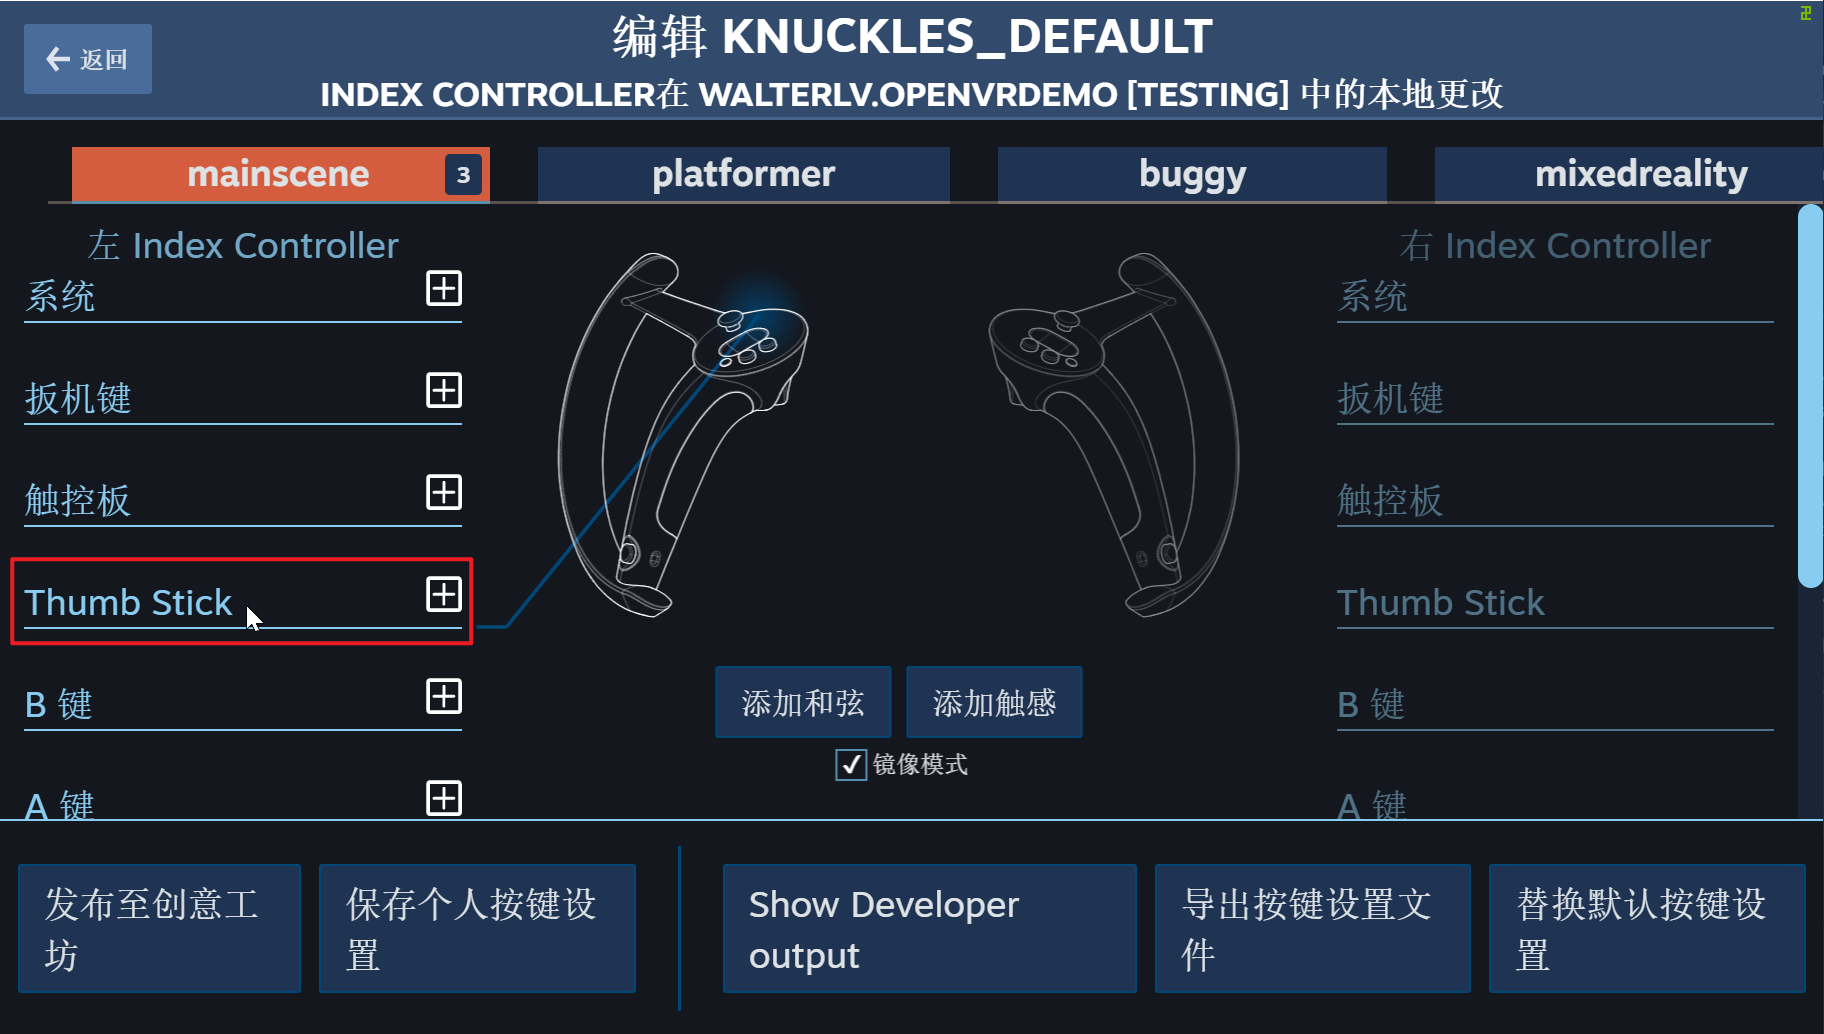 返回
编辑 KNUCKLES_DEFAULT
INDEX CONTROLLER在 WALTERLV.OPENVRDEMO [TESTING] 中的本地更改
mainscene 3
platformer
buggy
mixedreality
左 Index Controller
系统
扳机键
触控板
Thumb Stick
B 键
A 键
右 Index Controller
系统
扳机键
触控板
Thumb Stick
B 键
A 键
添加和弦
添加触感
镜像模式
发布至创意工
坊
保存个人按键设
置
Show Developer
output
导出按键设置文
件
替换默认按键设
置